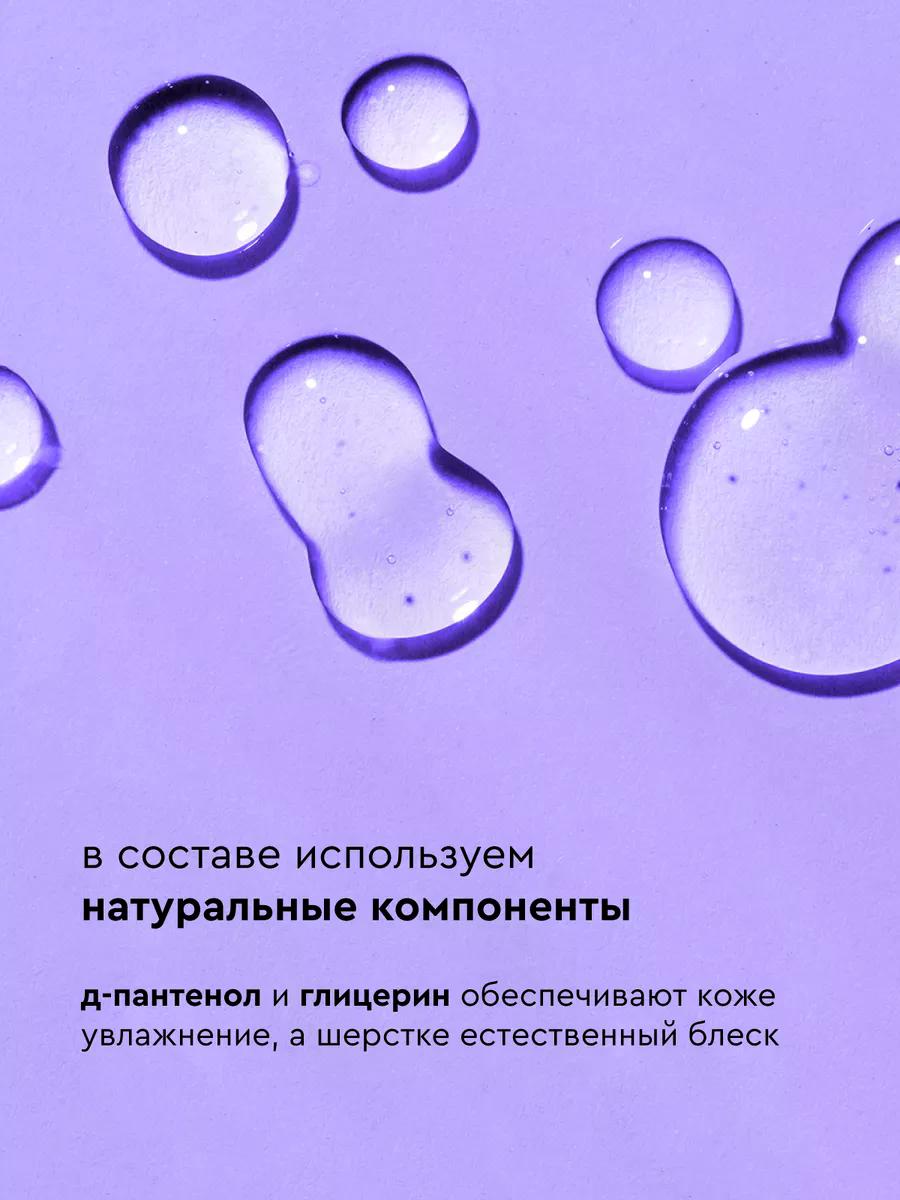 в составе используем
натуральные компоненты
д-пантенол и глицерин обеспечивают коже
увлажнение, а шерстке естественный блеск